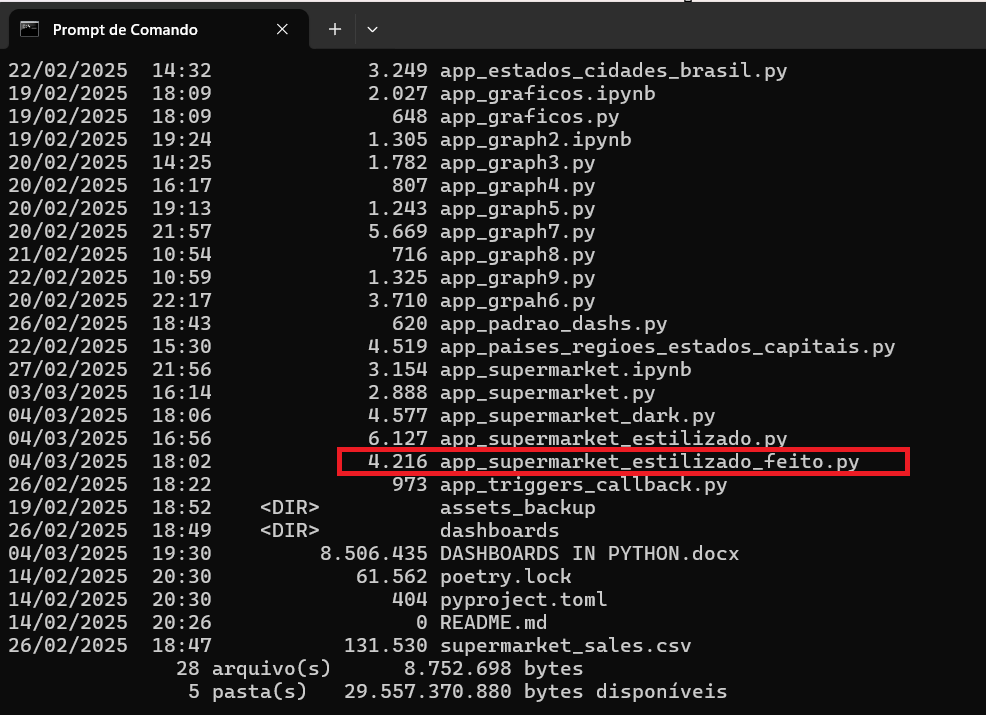 Prompt de Comando
22/02/2025 14:32 3.249 app_estados_cidades_brasil.py
19/02/2025 18:09 2.027 app_graficos.ipynb
19/02/2025 18:09 648 app_graficos.py
19/02/2025 19:24 1.305 app_graph2.ipynb
20/02/2025 14:25 1.782 app_graph3.py
20/02/2025 16:17 807 app_graph4.py
20/02/2025 19:13 1.243 app_graph5.py
20/02/2025 21:57 5.669 app_graph7.py
21/02/2025 10:54 716 app_graph8.py
22/02/2025 10:59 1.325 app_graph9.py
20/02/2025 22:17 3.710 app_grpah6.py
26/02/2025 18:43 620 app_padrao_dashs.py
22/02/2025 15:30 4.519 app_paises_regioes_estados_capitais.py
27/02/2025 21:56 3.154 app_supermarket.ipynb
03/03/2025 16:14 2.888 app_supermarket.py
04/03/2025 18:06 4.577 app_supermarket_dark.py
04/03/2025 16:56 6.127 app_supermarket_estilizado.py
04/03/2025 18:02 4.216 app_supermarket_estilizado_feito.py
26/02/2025 18:22 973 app_triggers_callback.py
19/02/2025 18:52 <DIR> assets_backup
26/02/2025 18:49 <DIR> dashboards
04/03/2025 19:30 8.506.435 DASHBOARDS IN PYTHON.docx
14/02/2025 20:30 61.562 poetry.lock
14/02/2025 20:30 404 pyproject.toml
14/02/2025 20:26 0 README.md
26/02/2025 18:47 131.530 supermarket_sales.csv
28 arquivo(s) 8.752.698 bytes
5 pasta(s) 29.557.370.880 bytes disponíveis